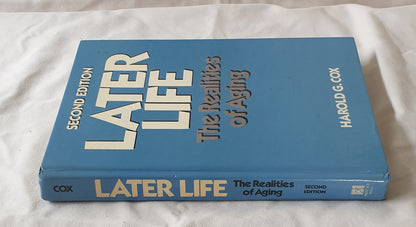 SECOND EDITION
LATER
LIFE
The Realities
of Aging
HAROLD G. COX
COX
LATER LIFE
The Realities
of Aging
SECOND
EDITION